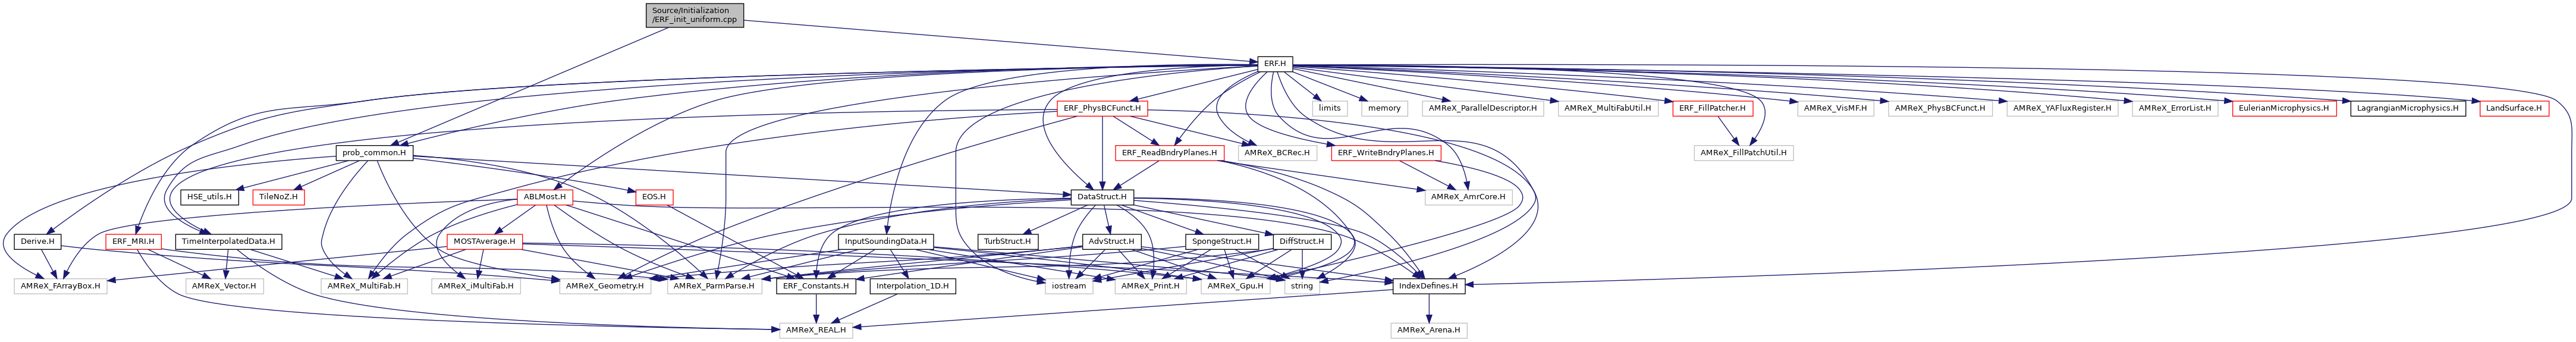 Source/Initialization
/ERF_init_uniform.cpp
ERF.H
ERF_PhysBCFunct.H
limits
memory
AMReX_ParallelDescriptor.H
AMReX_MultiFabUtil.H
ERF_FillPatcher.H
AMReX_VisMF.H
AMReX_PhysBCFunct.H
AMReX_YAFluxRegister.H
AMReX_ErrorList.H
EulerianMicrophysics.H
LagrangianMicrophysics.H
LandSurface.H
prob_common.H
ERF_ReadBndryPlanes.H
AMReX_BCRec.H
ERF_WriteBndryPlanes.H
AMReX_FillPatchUtil.H
HSE_utils.H
TileNoZ.H
ABLMost.H
EOS.H
DataStruct.H
AMReX_AmrCore.H
Derive.H
ERF_MRI.H
TimeInterpolatedData.H
MOSTAverage.H
InputSoundingData.H
TurbStruct.H
AdvStruct.H
SpongeStruct.H
DiffStruct.H
AMReX_FArrayBox.H
AMReX_Vector.H
AMReX_MultiFab.H
AMReX_iMultiFab.H
AMReX_Geometry.H
AMReX_ParmParse.H
ERF_Constants.H
Interpolation_1D.H
iostream
AMReX_Print.H
AMReX_Gpu.H
string
IndexDefines.H
AMReX_REAL.H
AMReX_Arena.H